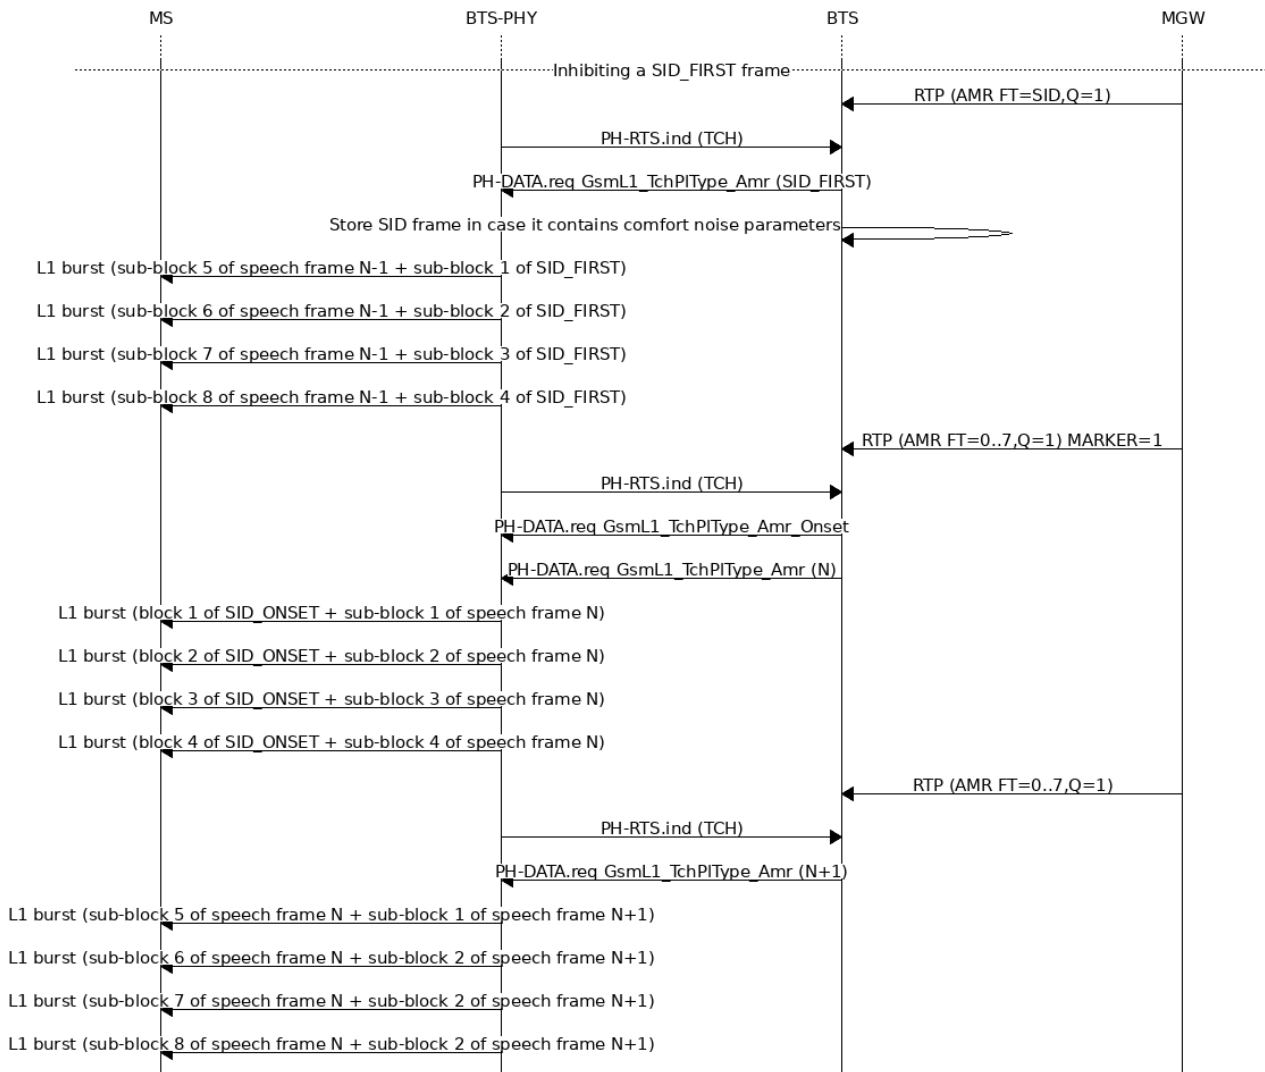 MS BTS-PHY BTS MGW
Inhibiting a SID_FIRST frame
RTP (AMR FT=SID,Q=1)
PH-RTS.ind (TCH)
PH-DATA.req GsmL1_TchPlType_Amr (SID_FIRST)
Store SID frame in case it contains comfort noise parameters
L1 burst (sub-block 5 of speech frame N-1 + sub-block 1 of SID_FIRST)
L1 burst (sub-block 6 of speech frame N-1 + sub-block 2 of SID_FIRST)
L1 burst (sub-block 7 of speech frame N-1 + sub-block 3 of SID_FIRST)
L1 burst (sub-block 8 of speech frame N-1 + sub-block 4 of SID_FIRST)
RTP (AMR FT=0..7,Q=1) MARKER=1
PH-RTS.ind (TCH)
PH-DATA.req GsmL1_TchPlType_Amr_Onset
PH-DATA.req GsmL1_TchPlType_Amr (N)
L1 burst (block 1 of SID_ONSET + sub-block 1 of speech frame N)
L1 burst (block 2 of SID_ONSET + sub-block 2 of speech frame N)
L1 burst (block 3 of SID_ONSET + sub-block 3 of speech frame N)
L1 burst (block 4 of SID_ONSET + sub-block 4 of speech frame N)
RTP (AMR FT=0..7,Q=1)
PH-RTS.ind (TCH)
PH-DATA.req GsmL1_TchPlType_Amr (N+1)
L1 burst (sub-block 5 of speech frame N + sub-block 1 of speech frame N+1)
L1 burst (sub-block 6 of speech frame N + sub-block 2 of speech frame N+1)
L1 burst (sub-block 7 of speech frame N + sub-block 2 of speech frame N+1)
L1 burst (sub-block 8 of speech frame N + sub-block 2 of speech frame N+1)